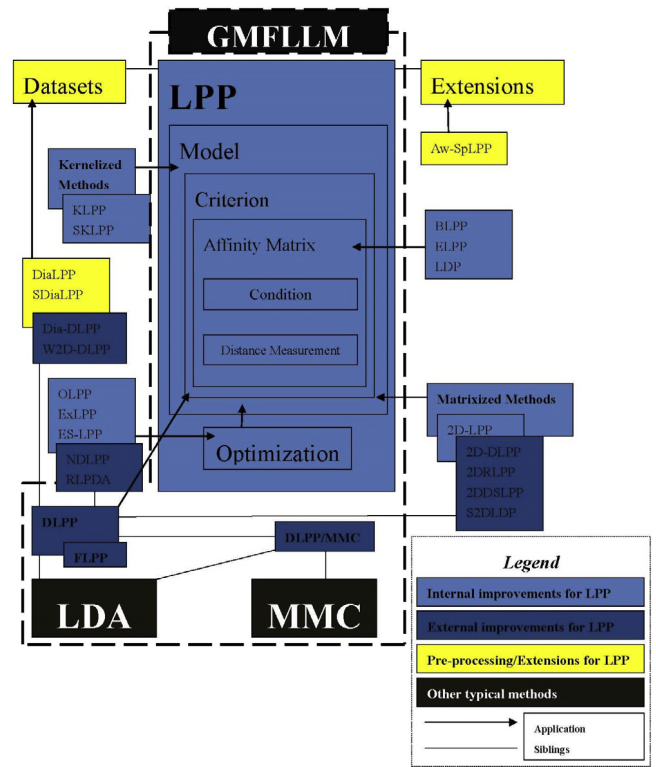 GMFLLM
Datasets
LPP
Extensions
Aw-SpLPP
Model
Kernelized
Methods
KLPP
SKLPP
Criterion
Affinity Matrix
BLPP
ELPP
LDP
Condition
Distance Measurement
DiaLPP
SDiaLPP
Dia-DLPP
W2D-DLPP
OLPP
ExLPP
ES-LPP
NDLPP
RLPDA
Optimization
Matrixized Methods
2D-LPP
2D-DLPP
2DRLPP
2DDSLPP
S2DLDP
DLPP
FLPP
DLPP/MMC
LDA
MMC
Legend
Internal improvements for LPP
External improvements for LPP
Pre-processing/Extensions for LPP
Other typical methods
Application
Siblings